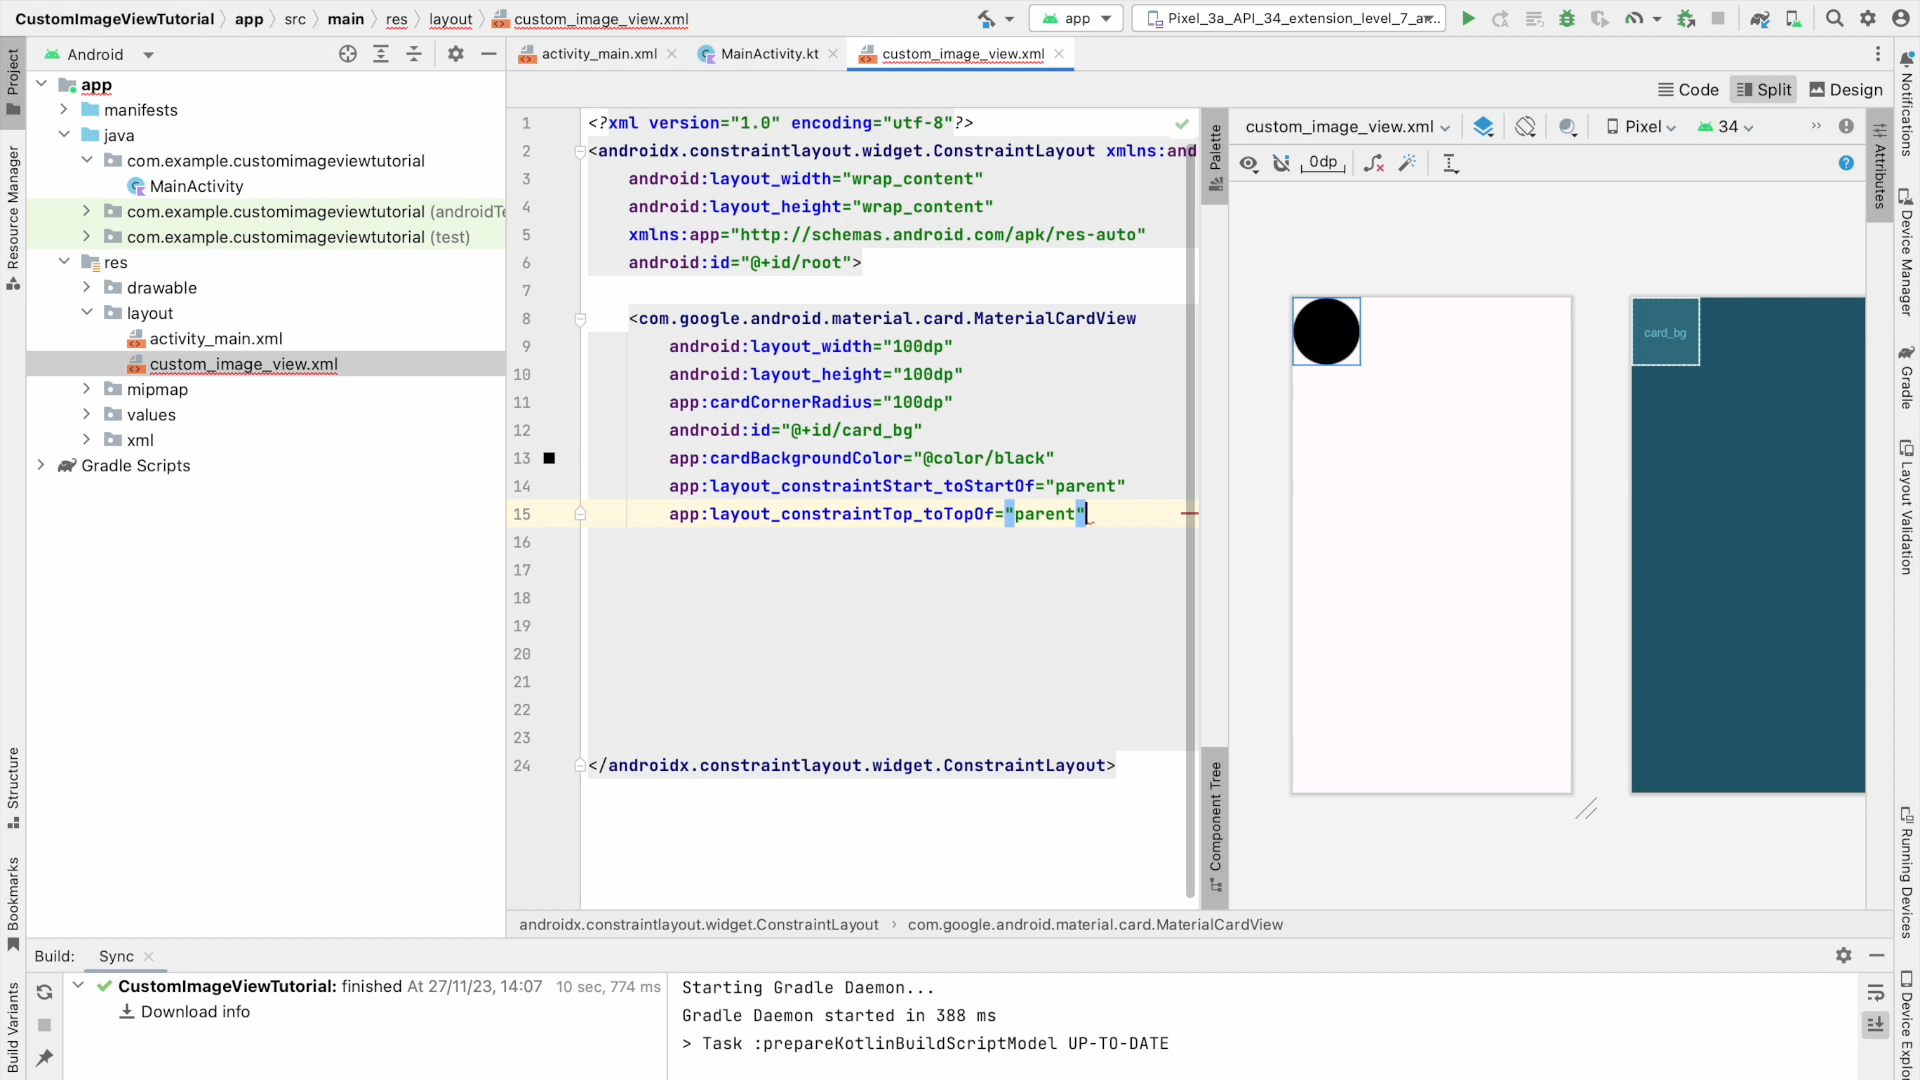 CustomImageViewTutorial app src main res layout custom_image_view.xml
app Pixel_3a_API_34_extension_level_7_a...
Android
activity_main.xml MainActivity.kt custom_image_view.xml
Code Split Design
app
manifests
java
com.example.customimageviewtutorial
MainActivity
com.example.customimageviewtutorial (androidTe
com.example.customimageviewtutorial (test)
res
drawable
layout
activity_main.xml
custom_image_view.xml
mipmap
values
xml
Gradle Scripts
Project
Resource Manager
Structure
Bookmarks
Build Variants
1 <?xml version="1.0" encoding="utf-8"?>
2 <androidx.constraintlayout.widget.ConstraintLayout xmlns:and
3 android:layout_width="wrap_content"
4 android:layout_height="wrap_content"
5 xmlns:app="http://schemas.android.com/apk/res-auto"
6 android:id="@+id/root">
7
8 <com.google.android.material.card.MaterialCardView
9 android:layout_width="100dp"
10 android:layout_height="100dp"
11 app:cardCornerRadius="100dp"
12 android:id="@+id/card_bg"
13 app:cardBackgroundColor="@color/black"
14 app:layout_constraintStart_toStartOf="parent"
15 app:layout_constraintTop_toTopOf="parent"
16
17
18
19
20
21
22
23
24 </androidx.constraintlayout.widget.ConstraintLayout>
androidx.constraintlayout.widget.ConstraintLayout com.google.android.material.card.MaterialCardView
Palette
Component Tree
custom_image_view.xml Pixel 34
0dp
card_bg
Attributes
Notifications
Device Manager
Gradle
Layout Validation
Running Devices
Device Explor
Build: Sync
CustomImageViewTutorial: finished At 27/11/23, 14:07 10 sec, 774 ms
Download info
Starting Gradle Daemon...
Gradle Daemon started in 388 ms
> Task :prepareKotlinBuildScriptModel UP-TO-DATE